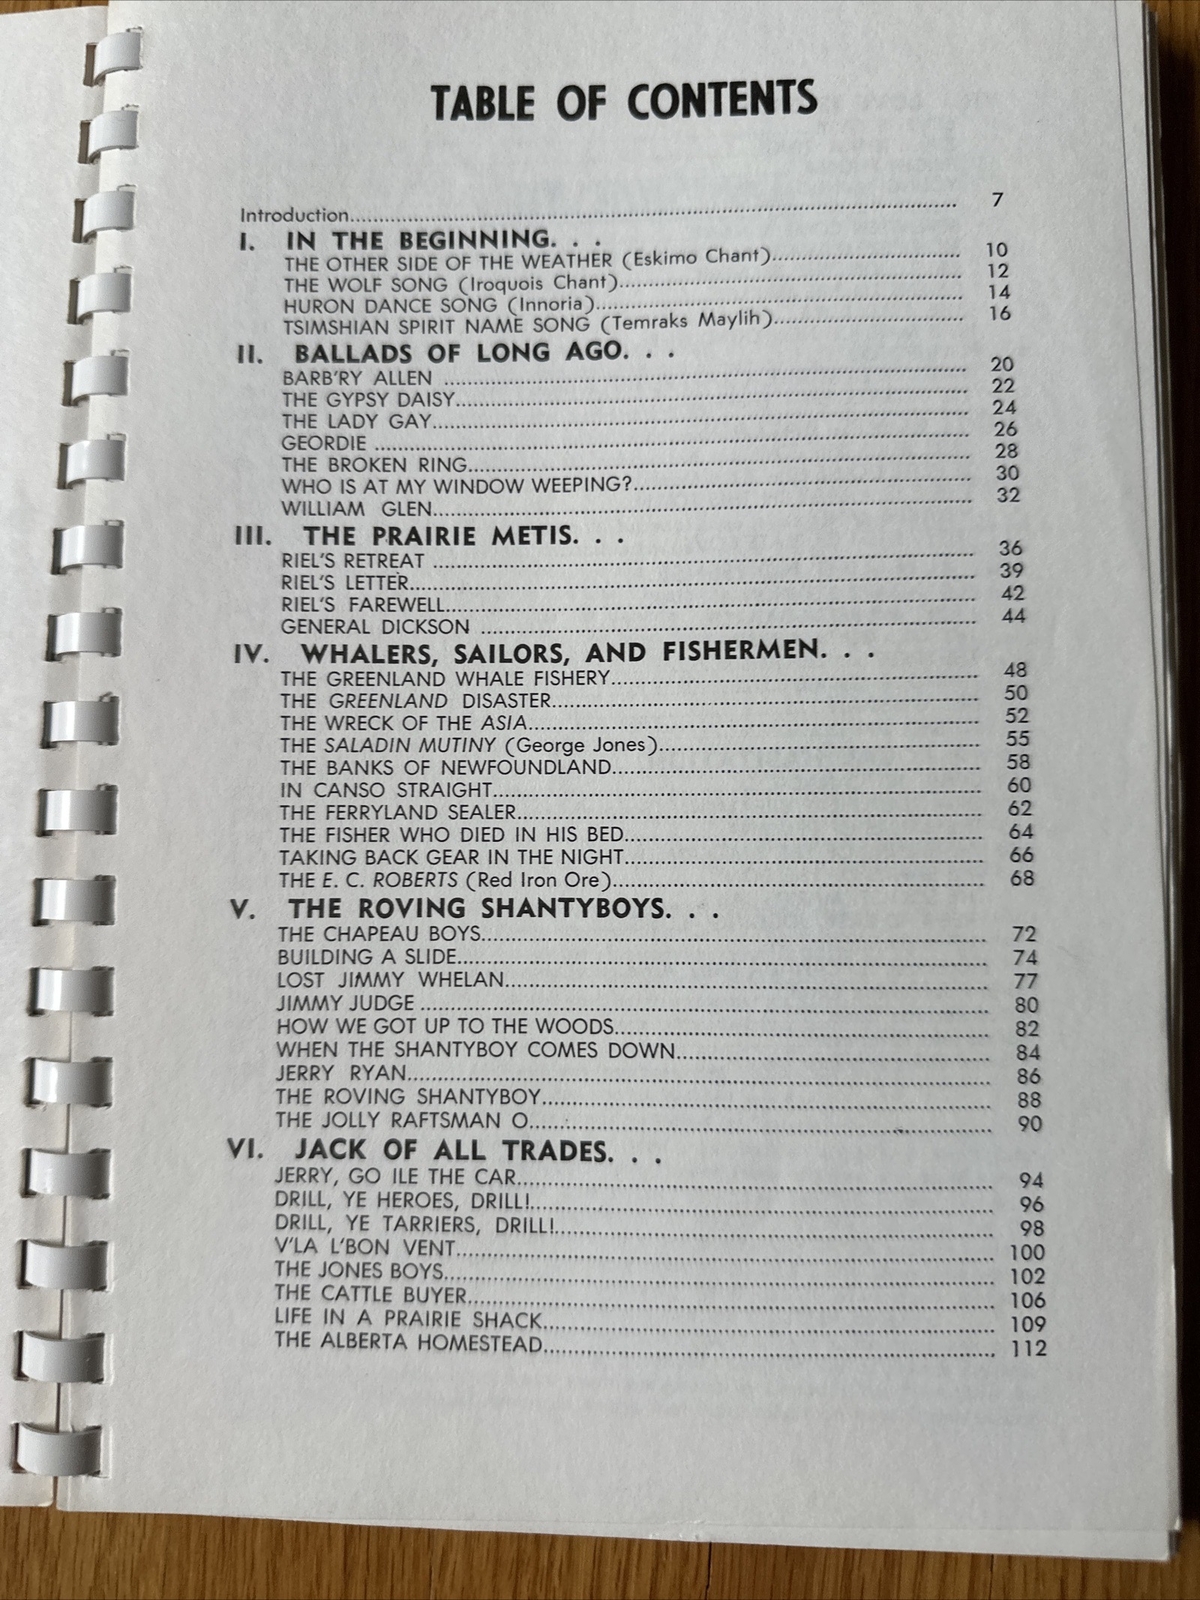 TABLE OF CONTENTS
Introduction........ 7
I. IN THE BEGINNING. . .
THE OTHER SIDE OF THE WEATHER (Eskimo Chant)........ 10
THE WOLF SONG (Iroquois Chant)........ 12
HURON DANCE SONG (Innoria)........ 14
TSIMSHIAN SPIRIT NAME SONG (Temraks Maylih)........ 16
II. BALLADS OF LONG AGO. . .
BARB'RY ALLEN ........ 20
THE GYPSY DAISY........ 22
THE LADY GAY........ 24
GEORDIE ........ 26
THE BROKEN RING........ 28
WHO IS AT MY WINDOW WEEPING?........ 30
WILLIAM GLEN........ 32
III. THE PRAIRIE METIS. . .
RIEL'S RETREAT ........ 36
RIEL'S LETTER........ 39
RIEL'S FAREWELL........ 42
GENERAL DICKSON ........ 44
IV. WHALERS, SAILORS, AND FISHERMEN. . .
THE GREENLAND WHALE FISHERY........ 48
THE GREENLAND DISASTER........ 50
THE WRECK OF THE ASIA........ 52
THE SALADIN MUTINY (George Jones)........ 55
THE BANKS OF NEWFOUNDLAND........ 58
IN CANSO STRAIGHT........ 60
THE FERRYLAND SEALER........ 62
THE FISHER WHO DIED IN HIS BED........ 64
TAKING BACK GEAR IN THE NIGHT........ 66
THE E. C. ROBERTS (Red Iron Ore)........ 68
V. THE ROVING SHANTYBOYS. . .
THE CHAPEAU BOYS........ 72
BUILDING A SLIDE........ 74
LOST JIMMY WHELAN........ 77
JIMMY JUDGE ........ 80
HOW WE GOT UP TO THE WOODS........ 82
WHEN THE SHANTYBOY COMES DOWN........ 84
JERRY RYAN........ 86
THE ROVING SHANTYBOY........ 88
THE JOLLY RAFTSMAN O........ 90
VI. JACK OF ALL TRADES. . .
JERRY, GO ILE THE CAR........ 94
DRILL, YE HEROES, DRILL!........ 96
DRILL, YE TARRIERS, DRILL!........ 98
V'LA L'BON VENT........ 100
THE JONES BOYS........ 102
THE CATTLE BUYER........ 106
LIFE IN A PRAIRIE SHACK........ 109
THE ALBERTA HOMESTEAD........ 112